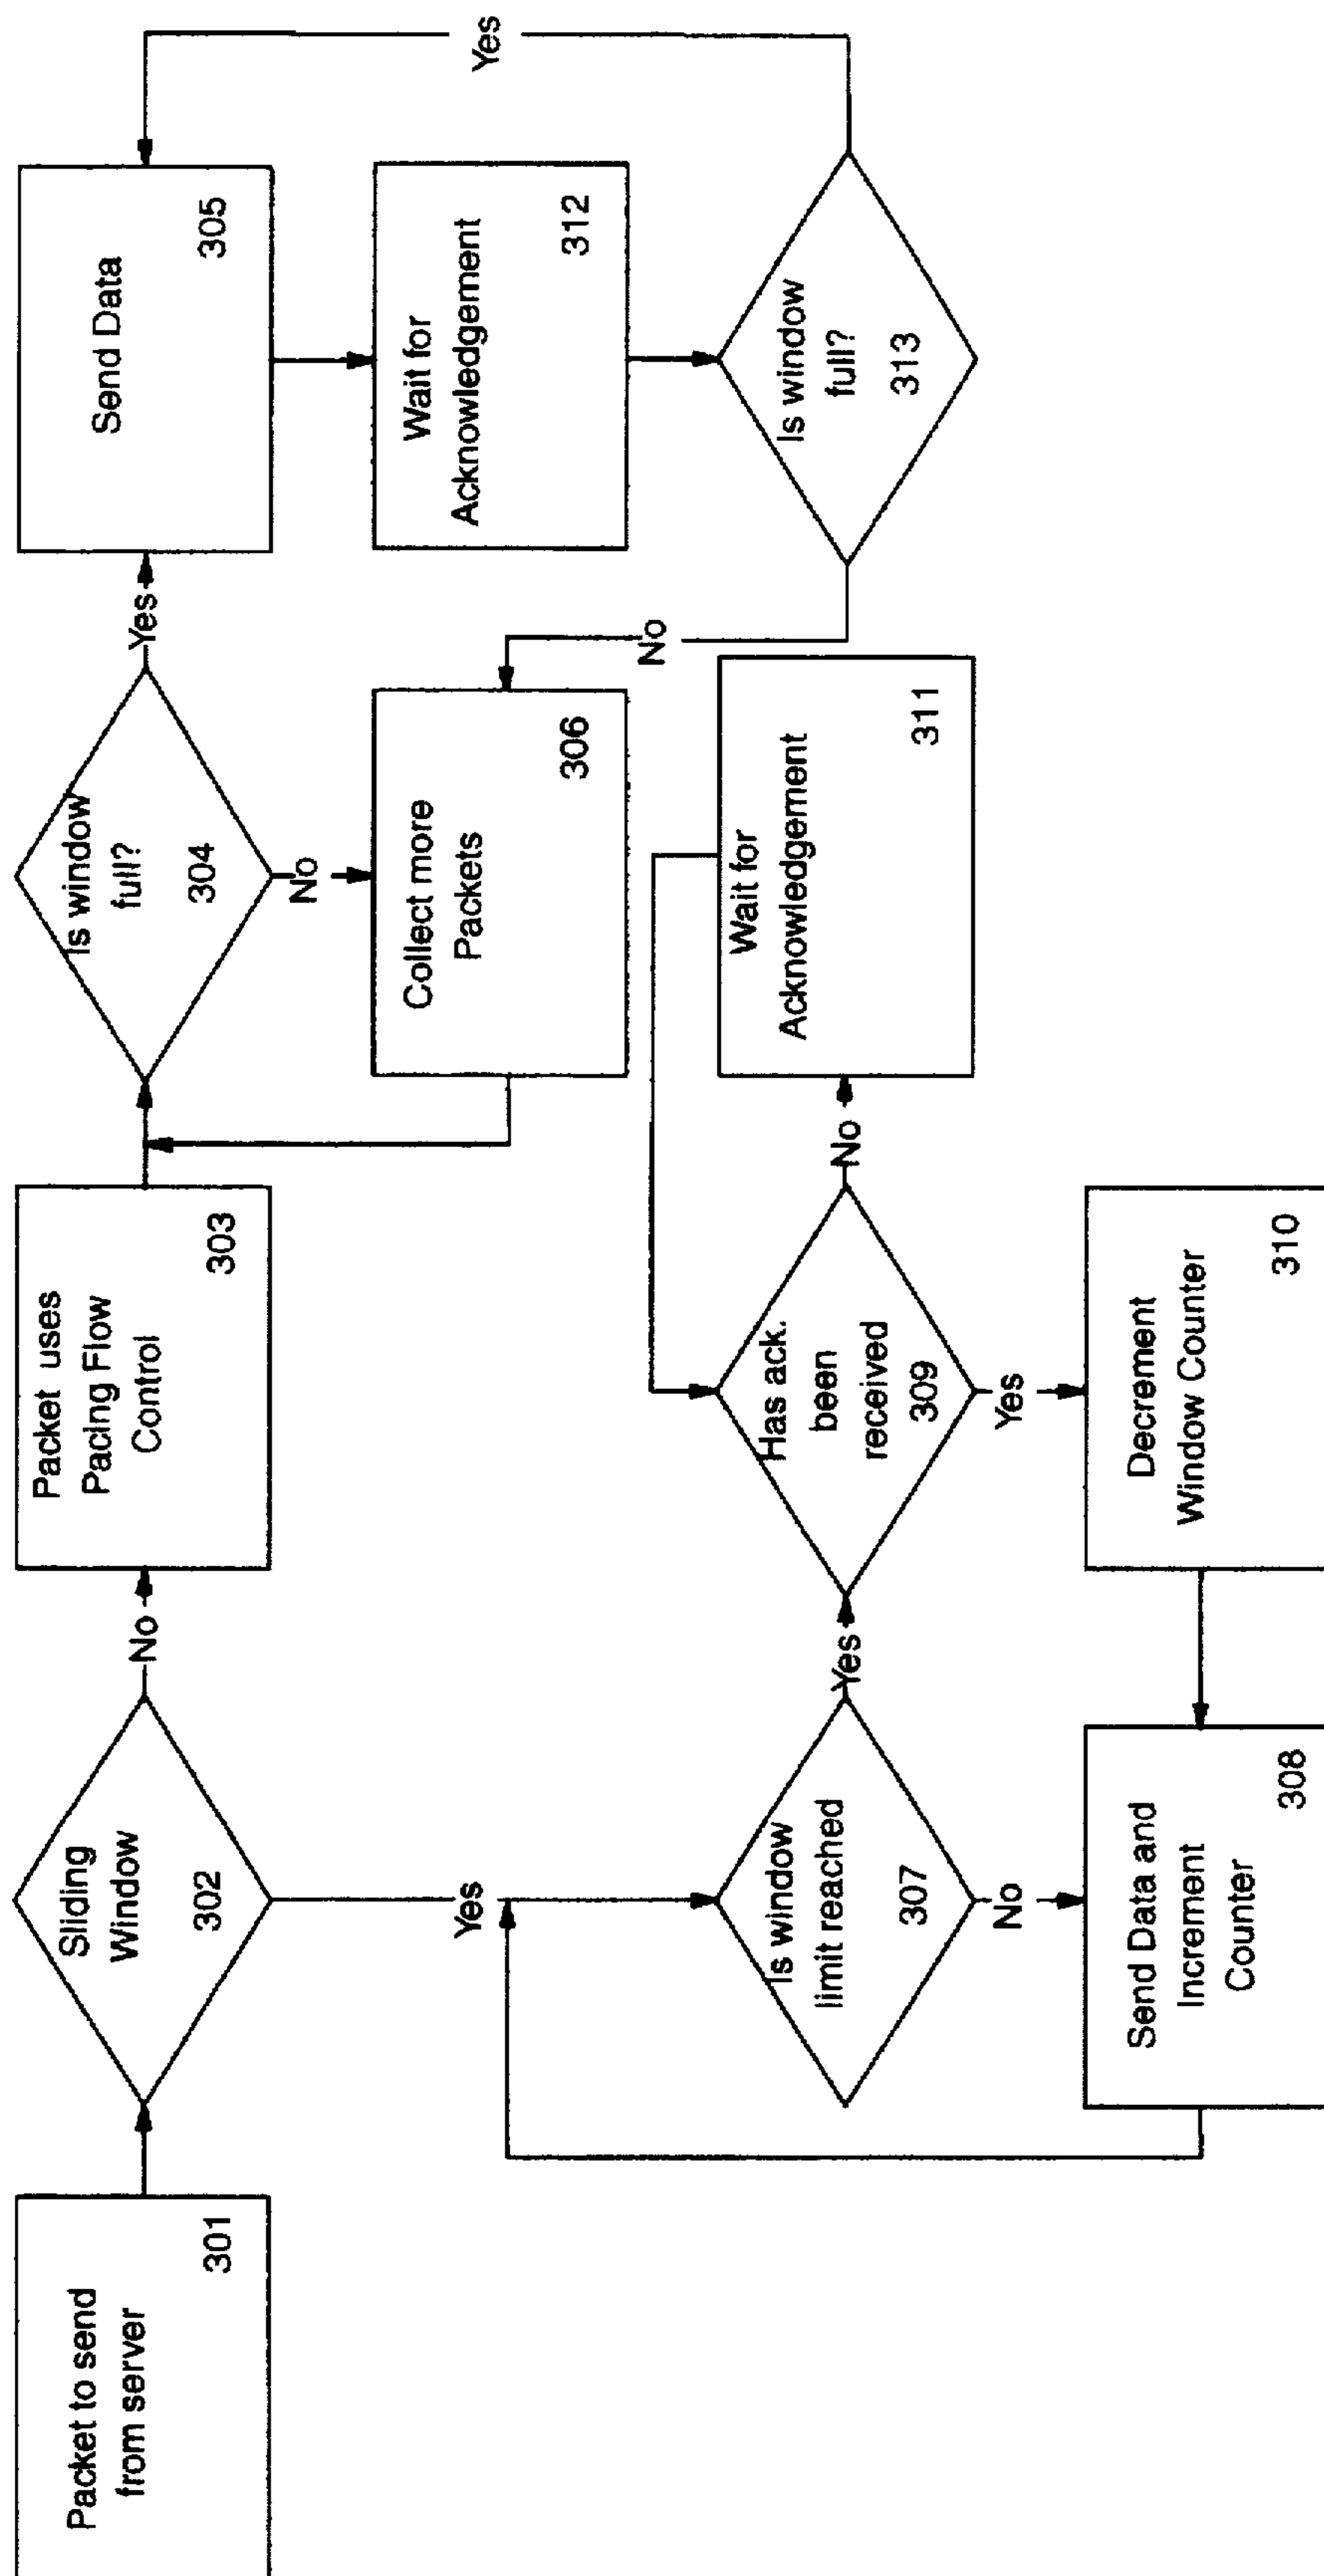 Packet to send
from server
301
Sliding
Window
302
No
Packet uses
Pacing Flow
Control
303
Is window
full?
304
Yes
Send Data
305
Yes
No
Collect more
Packets
306
Wait for
Acknowledgement
312
No
Is window
full?
313
Yes
Is window
limit reached
307
Yes
Has ack.
been
received
309
No
Wait for
Acknowledgement
311
No
Yes
Send Data and
Increment
Counter
308
Decrement
Window Counter
310